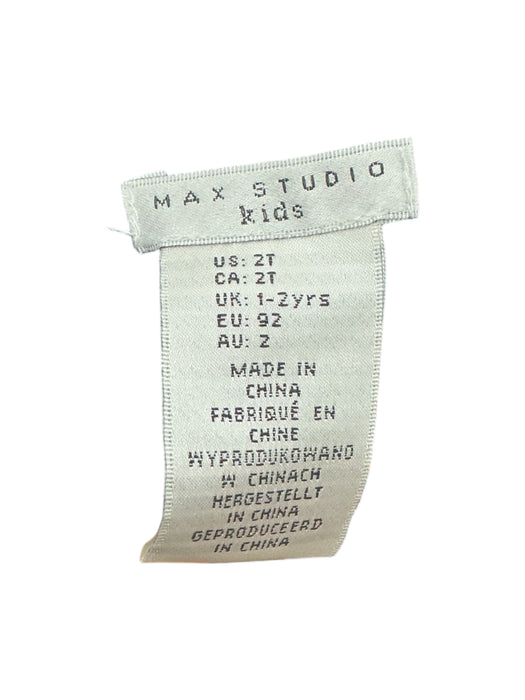 MAX STUDIO
kids
US: 2T
CA: 2T
UK: 1-2yrs
EU: 92
AU: 2
MADE IN
CHINA
FABRIQUÉ EN
CHINE
WYPRODUKOWANO
W CHINACH
HERGESTELLT
IN CHINA
GEPRODUCEERD
IN CHINA